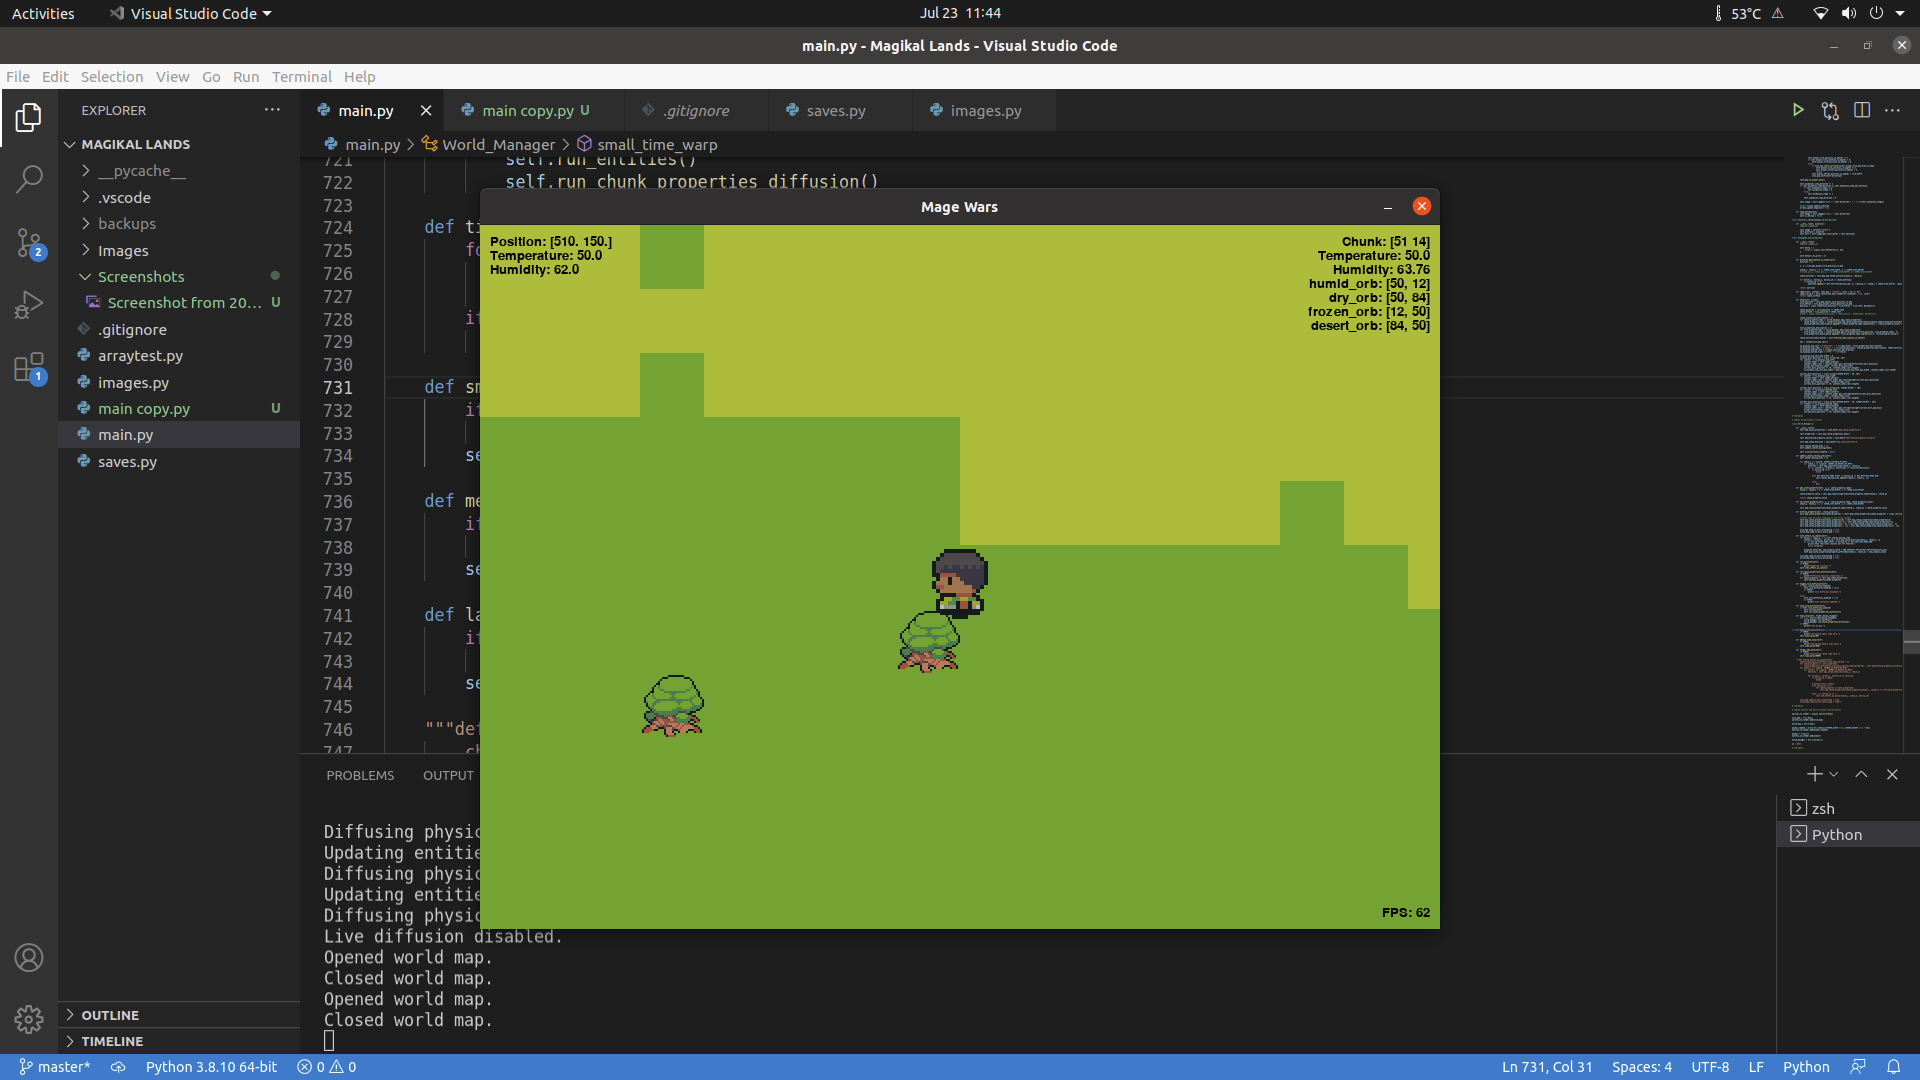 Activities
Visual Studio Code
Jul 23 11:44
53°C
main.py - Magikal Lands - Visual Studio Code
File Edit Selection View Go Run Terminal Help
EXPLORER
MAGIKAL LANDS
__pycache__
.vscode
backups
Images
Screenshots
Screenshot from 20... U
.gitignore
arraytest.py
images.py
main copy.py U
main.py
saves.py
OUTLINE
TIMELINE
2
1
main.py
main copy.py U
.gitignore
saves.py
images.py
main.py > World_Manager > small_time_warp
721 self.run_entities()
722 self.run_chunk_properties_diffusion()
723
724 def ti
725 fo
726
727
728 if
729
730
731 def sm
732 if
733
734 se
735
736 def me
737 if
738
739 se
740
741 def la
742 if
743
744 se
745
746 """def
747 ch
Mage Wars
Position: [510. 150.]
Temperature: 50.0
Humidity: 62.0
Chunk: [51 14]
Temperature: 50.0
Humidity: 63.76
humid_orb: [50, 12]
dry_orb: [50, 84]
frozen_orb: [12, 50]
desert_orb: [84, 50]
FPS: 62
PROBLEMS OUTPUT
Diffusing physic
Updating entitie
Diffusing physic
Updating entitie
Diffusing physic
Live diffusion disabled.
Opened world map.
Closed world map.
Opened world map.
Closed world map.
zsh
Python
master*
Python 3.8.10 64-bit
0 0
Ln 731, Col 31
Spaces: 4
UTF-8
LF
Python